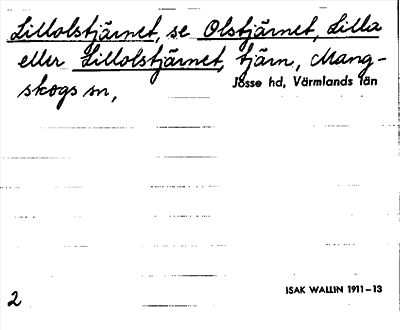 Lillolstjärnet, se Olstjärnet, Lilla
eller Lillolstjärnet, tjärn, Mang-
skogs sn,
Jösse hd, Värmlands län
2
ISAK WALLIN 1911–13